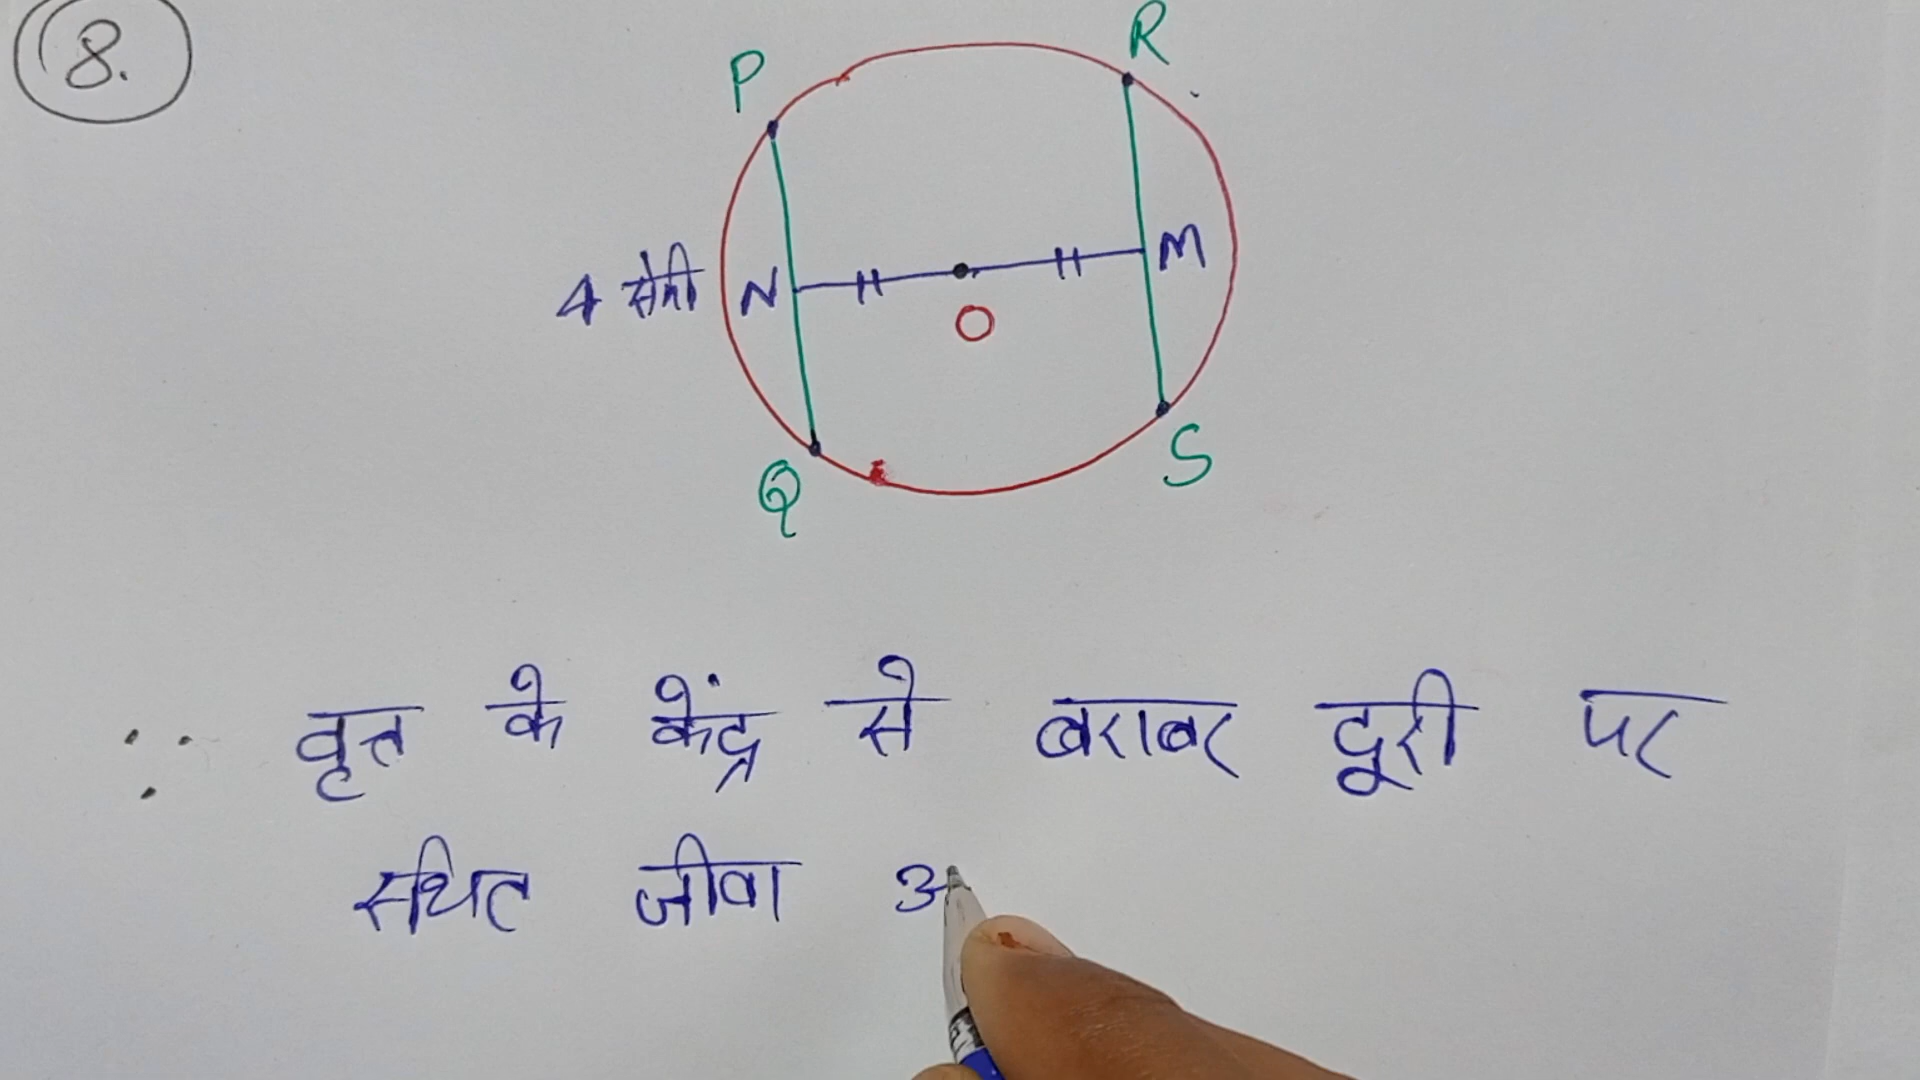 8.
P
R
4 सेमी N
M
O
Q
S
∵ वृत्त के केंद्र से बराबर दूरी पर
स्थित जीवा